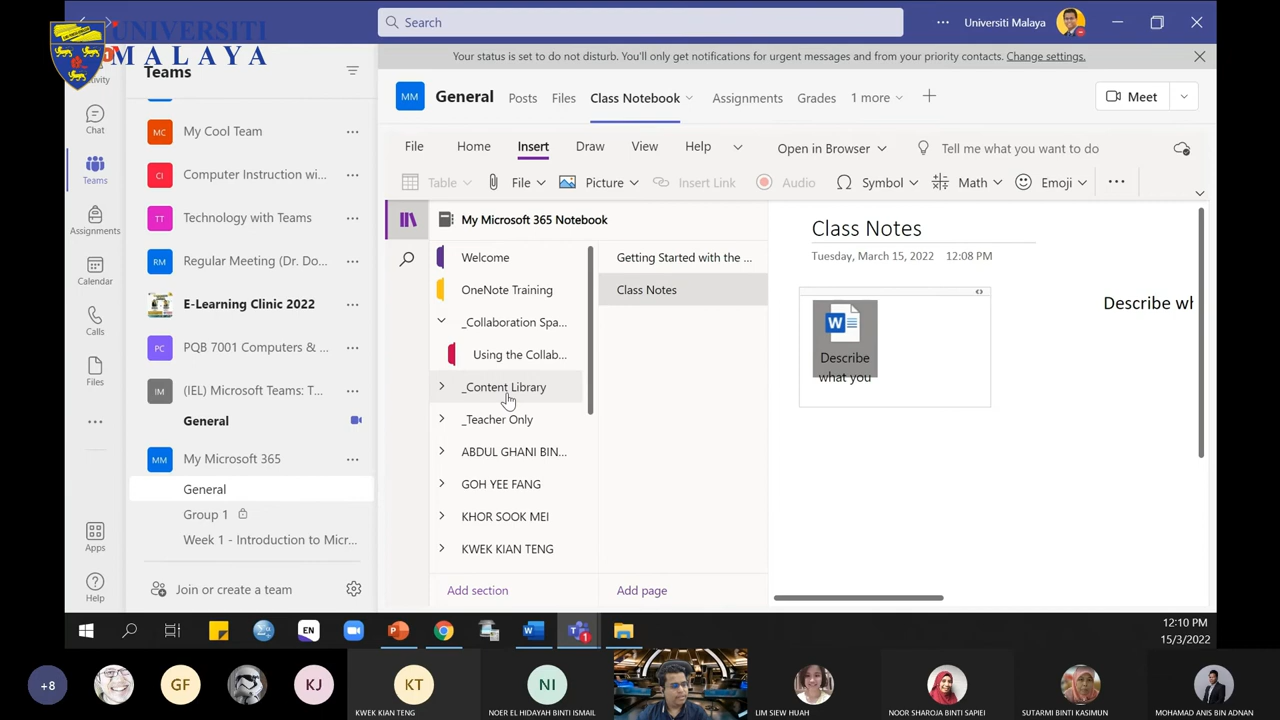 UNIVERSITI
MALAYA
Search
Universiti Malaya
Your status is set to do not disturb. You'll only get notifications for urgent messages and from your priority contacts. Change settings.
Teams
MM
General
Posts
Files
Class Notebook
Assignments
Grades
1 more
Meet
Chat
Teams
Assignments
Calendar
Calls
Files
Apps
Help
MC
My Cool Team
CI
Computer Instruction wi...
TT
Technology with Teams
RM
Regular Meeting (Dr. Do...
E-Learning Clinic 2022
PC
PQB 7001 Computers & ...
IM
(IEL) Microsoft Teams: T...
General
MM
My Microsoft 365
General
Group 1
Week 1 - Introduction to Micr...
Join or create a team
File
Home
Insert
Draw
View
Help
Open in Browser
Tell me what you want to do
Table
File
Picture
Insert Link
Audio
Symbol
Math
Emoji
My Microsoft 365 Notebook
Welcome
OneNote Training
_Collaboration Spa...
Using the Collab...
_Content Library
_Teacher Only
ABDUL GHANI BIN...
GOH YEE FANG
KHOR SOOK MEI
KWEK KIAN TENG
Add section
Getting Started with the ...
Class Notes
Add page
Class Notes
Tuesday, March 15, 2022 12:08 PM
W
Describe
what you
Describe wh
EN
12:10 PM
15/3/2022
+8
GF
KJ
KT
KWEK KIAN TENG
NI
NOER EL HIDAYAH BINTI ISMAIL
LIM SIEW HUAH
NOOR SHAROJA BINTI SAPIEI
SUTARMI BINTI KASIMUN
MOHAMAD ANIS BIN ADNAN